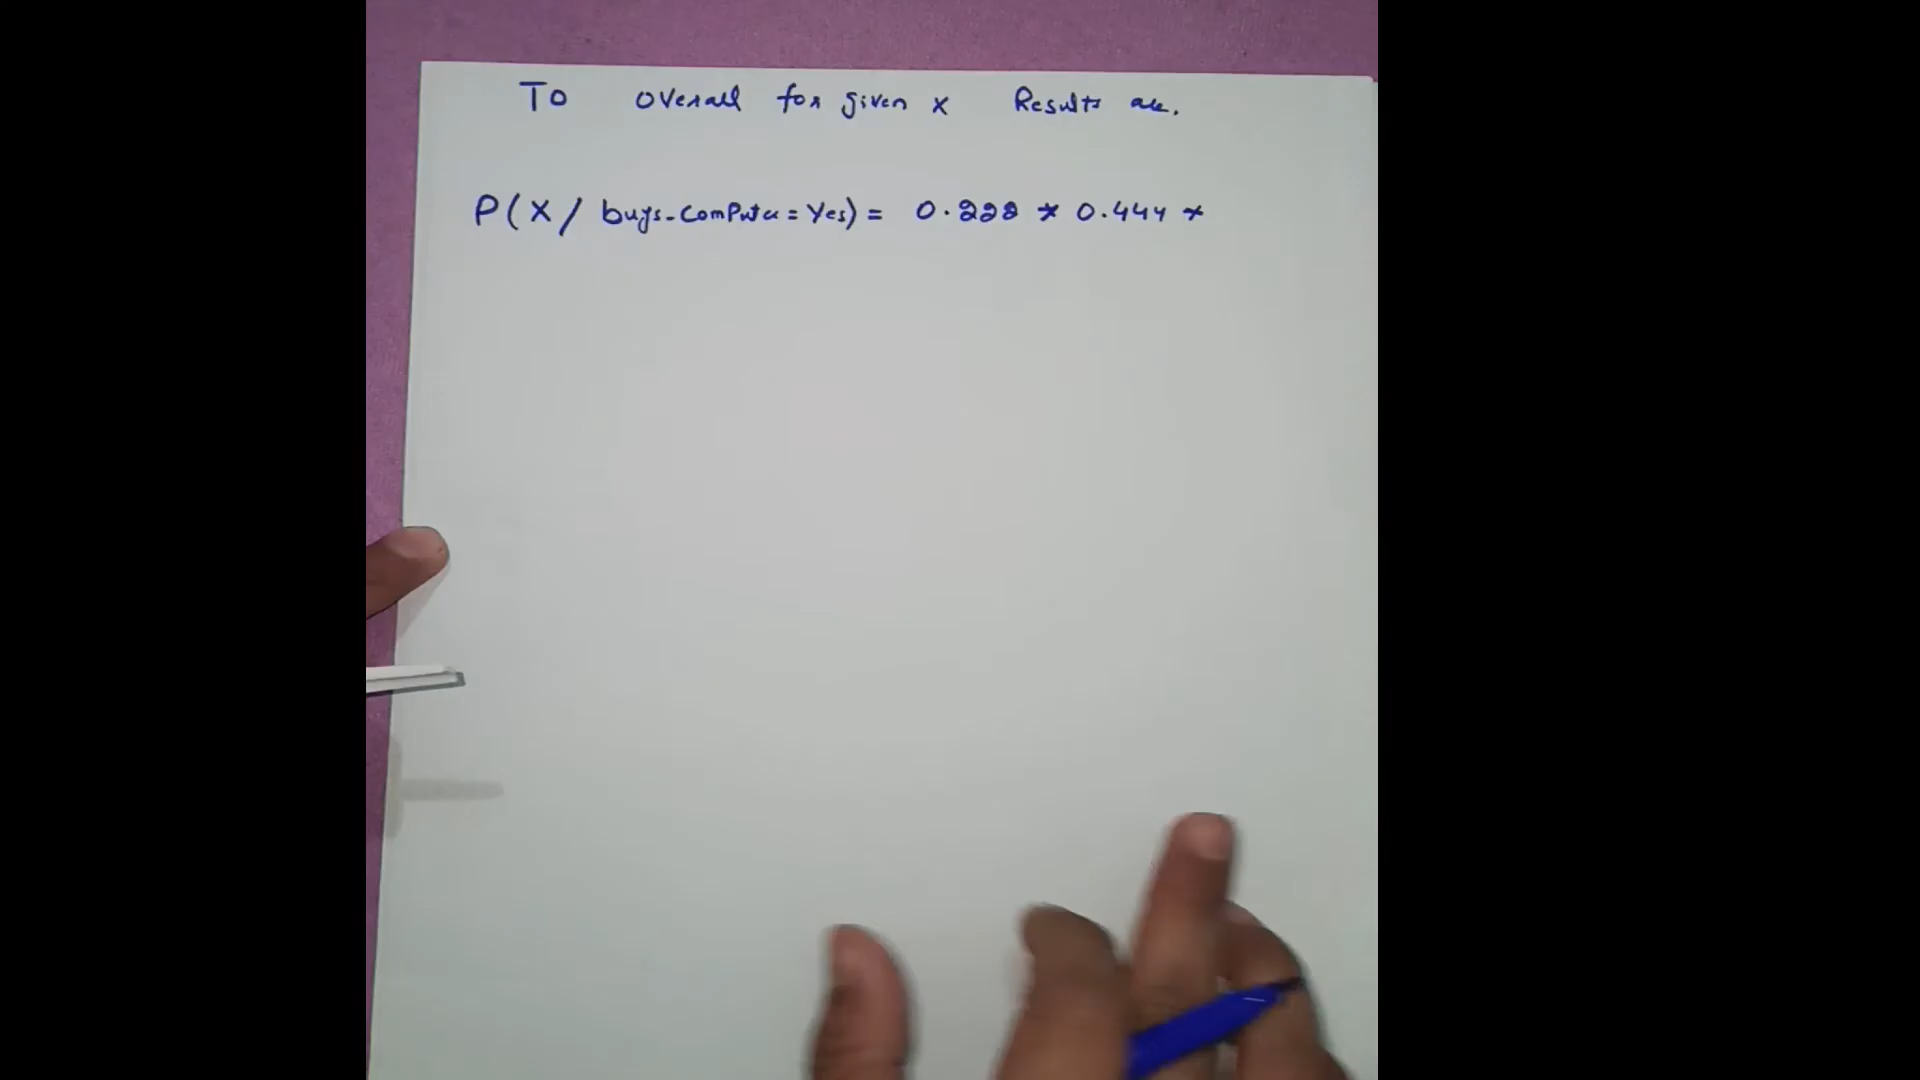 To overall for given x Results are.
P(X/ buys-computer = Yes) = 0.222 * 0.444 *